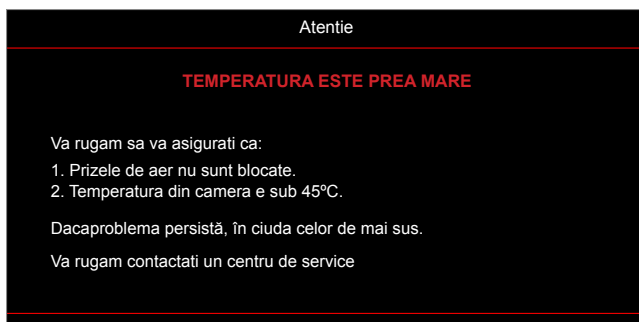 Atentie
TEMPERATURA ESTE PREA MARE
Va rugam sa va asigurati ca:
1. Prizele de aer nu sunt blocate.
2. Temperatura din camera e sub 45ºC.
Dacaproblema persistă, în ciuda celor de mai sus.
Va rugam contactati un centru de service